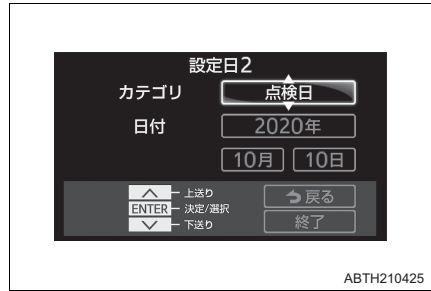 設定日2
カテゴリ 点検日
日付 2020年
10月 10日
上送り
ENTER 決定/選択
下送り
戻る
終了
ABTH210425